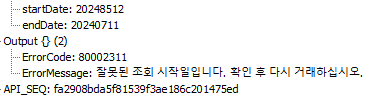 startDate: 20248512
endDate: 20240711
Output {} (2)
ErrorCode: 80002311
ErrorMessage: 잘못된 조회 시작일입니다. 확인 후 다시 거래하십시오.
API_SEQ: fa2908bda5f81539f3ae186c201475ed